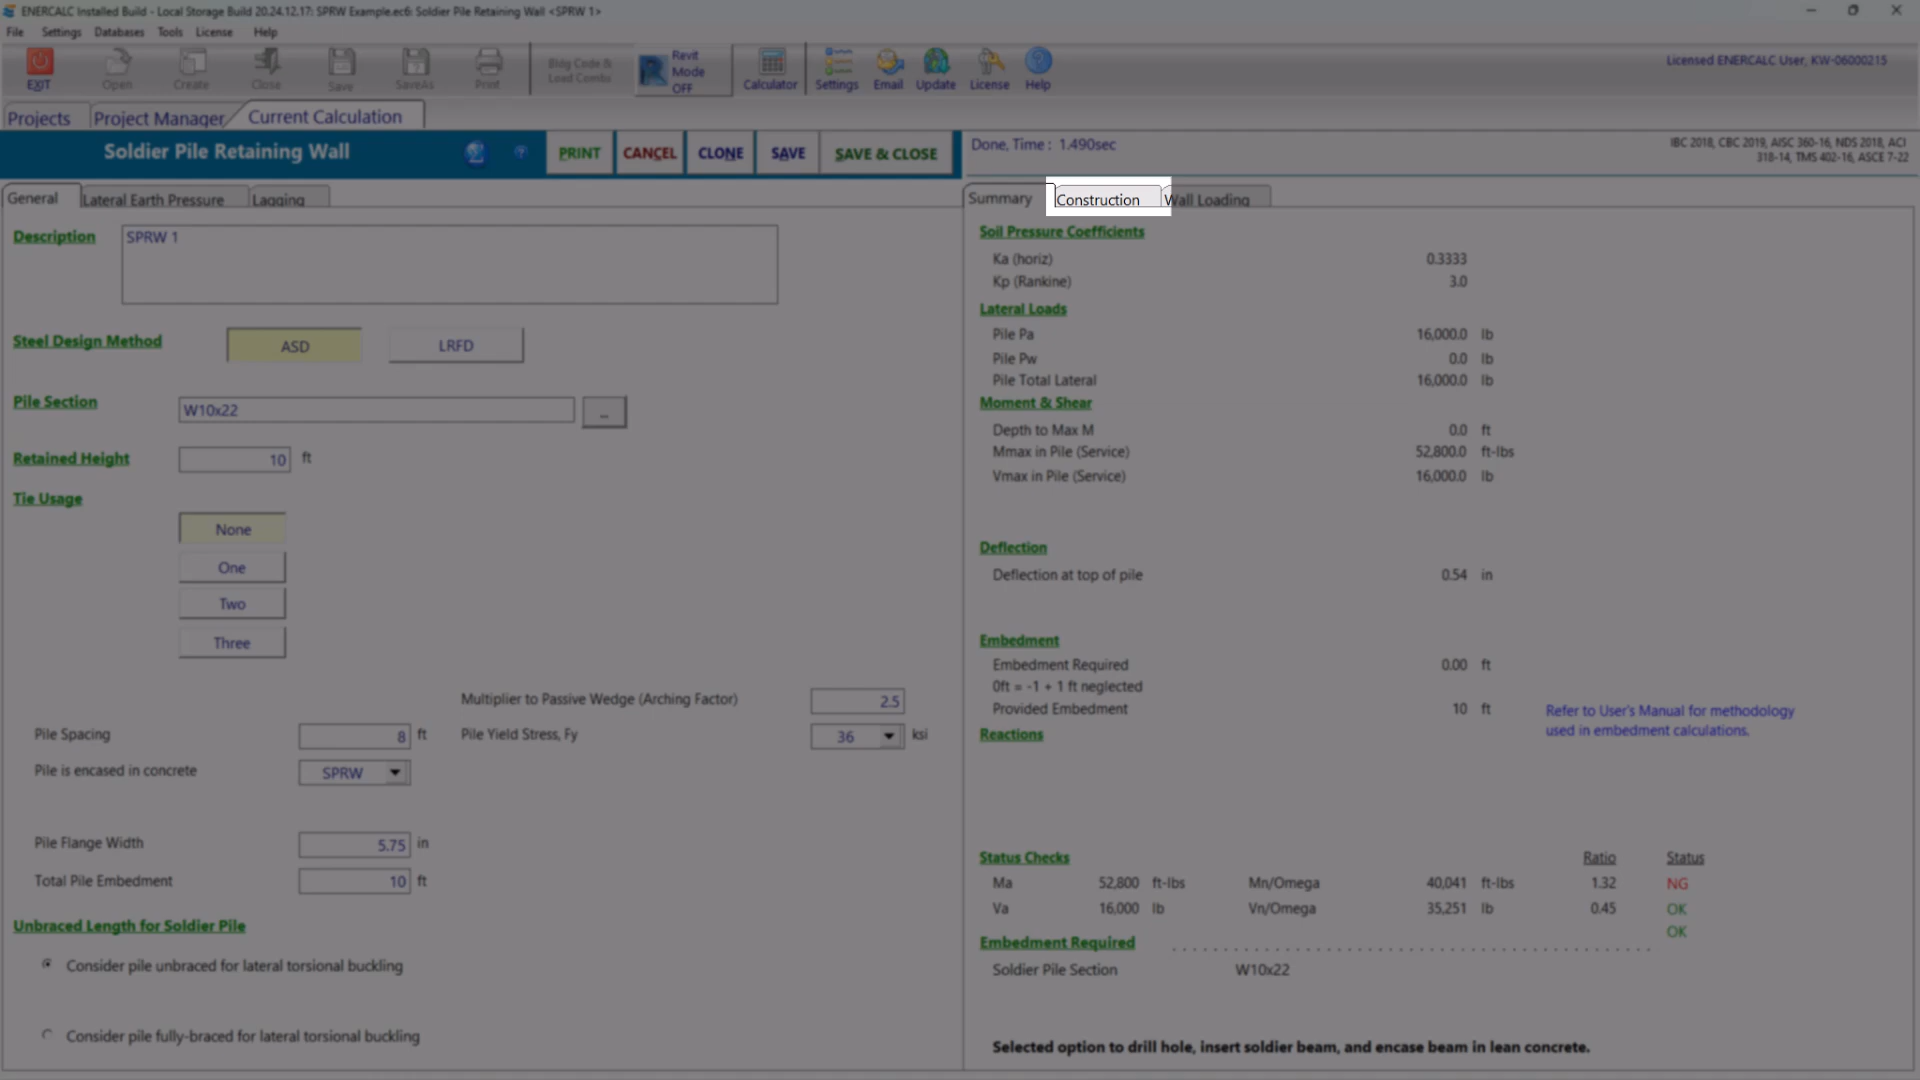 ENERCALC Installed Build - Local Storage Build 20.24.12.17: SPRW Example.ec6: Soldier Pile Retaining Wall <SPRW 1>
File Settings Databases Tools License Help
EXIT Open Create Close Save SaveAs Print Bldg Code & Load Combs Revit Mode OFF Calculator Settings Email Update License Help
Licensed ENERCALC User, KW-06000215
Projects Project Manager Current Calculation
Soldier Pile Retaining Wall PRINT CANCEL CLONE SAVE SAVE & CLOSE
Done, Time : 1.490sec
IBC 2018, CBC 2019, AISC 360-16, NDS 2018, ACI
318-14, TMS 402-16, ASCE 7-22
General Lateral Earth Pressure Lagging
Description SPRW 1
Steel Design Method ASD LRFD
Pile Section W10x22 ...
Retained Height 10 ft
Tie Usage
None
One
Two
Three
Multiplier to Passive Wedge (Arching Factor) 2.5
Pile Spacing 8 ft Pile Yield Stress, Fy 36 ksi
Pile is encased in concrete SPRW
Pile Flange Width 5.75 in
Total Pile Embedment 10 ft
Unbraced Length for Soldier Pile
Consider pile unbraced for lateral torsional buckling
Consider pile fully-braced for lateral torsional buckling
Summary Construction Wall Loading
Soil Pressure Coefficients
Ka (horiz) 0.3333
Kp (Rankine) 3.0
Lateral Loads
Pile Pa 16,000.0 lb
Pile Pw 0.0 lb
Pile Total Lateral 16,000.0 lb
Moment & Shear
Depth to Max M 0.0 ft
Mmax in Pile (Service) 52,800.0 ft-lbs
Vmax in Pile (Service) 16,000.0 lb
Deflection
Deflection at top of pile 0.54 in
Embedment
Embedment Required 0.00 ft
0ft = -1 + 1 ft neglected
Provided Embedment 10 ft
Refer to User's Manual for methodology
used in embedment calculations.
Reactions
Status Checks Ratio Status
Ma 52,800 ft-lbs Mn/Omega 40,041 ft-lbs 1.32 NG
Va 16,000 lb Vn/Omega 35,251 lb 0.45 OK
Embedment Required OK
Soldier Pile Section W10x22
Selected option to drill hole, insert soldier beam, and encase beam in lean concrete.